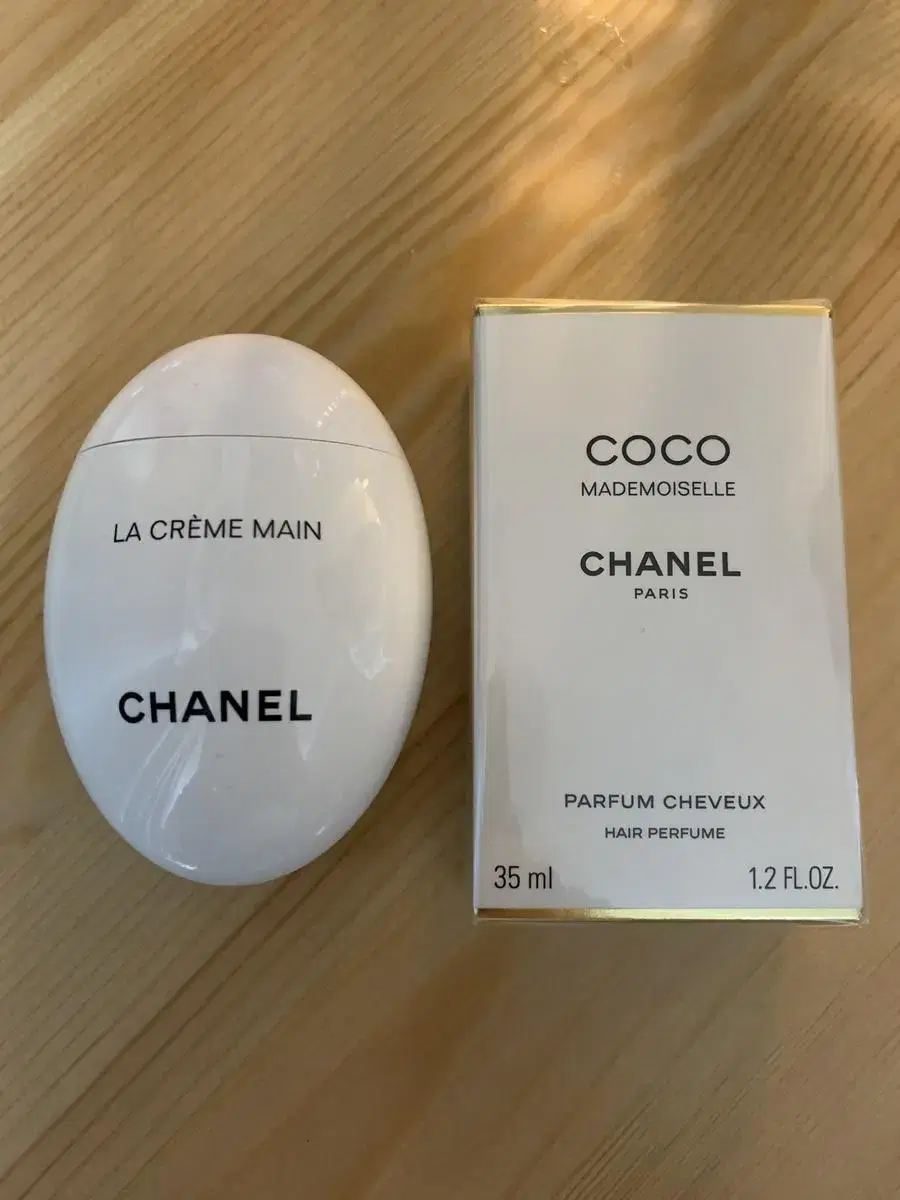 LA CRÈME MAIN
CHANEL
COCO
MADEMOISELLE
CHANEL
PARIS
PARFUM CHEVEUX
HAIR PERFUME
35 ml 1.2 FL.OZ.